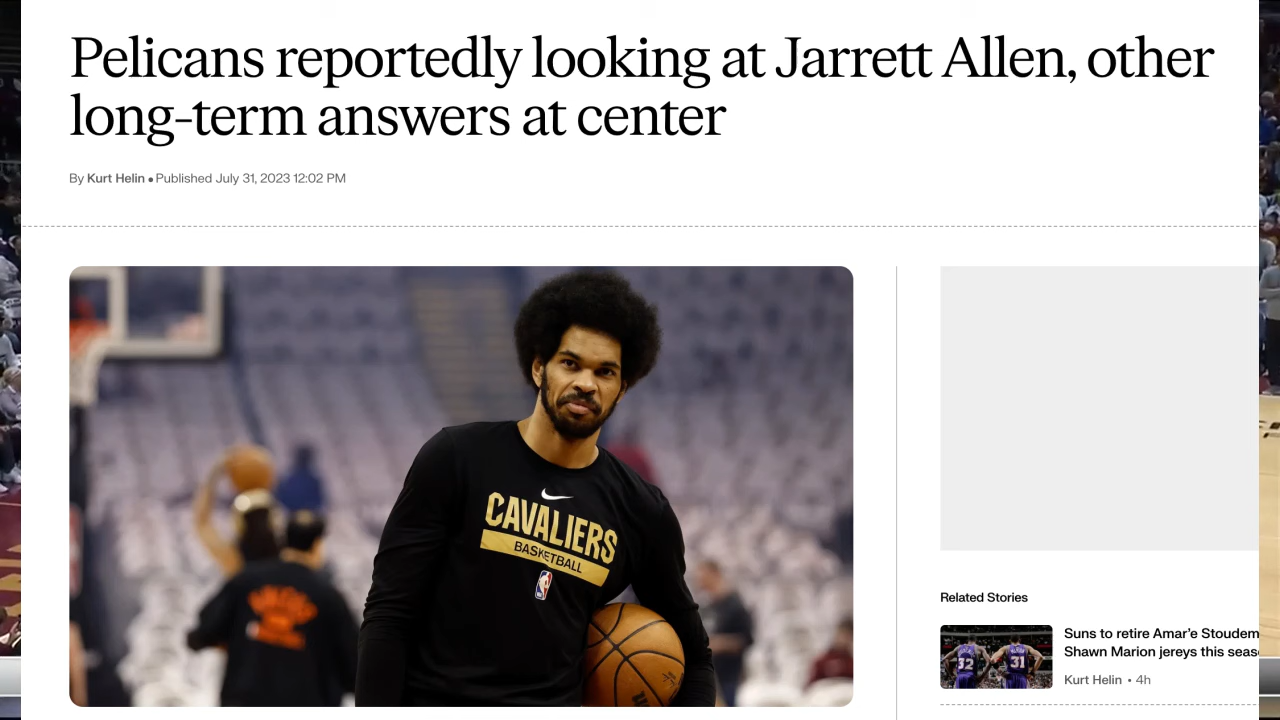 Pelicans reportedly looking at Jarrett Allen, other
long-term answers at center
By Kurt Helin • Published July 31, 2023 12:02 PM
CAVALIERS
BASKETBALL
Related Stories
Suns to retire Amar’e Stoudem
Shawn Marion jereys this seas
Kurt Helin • 4h
32
31